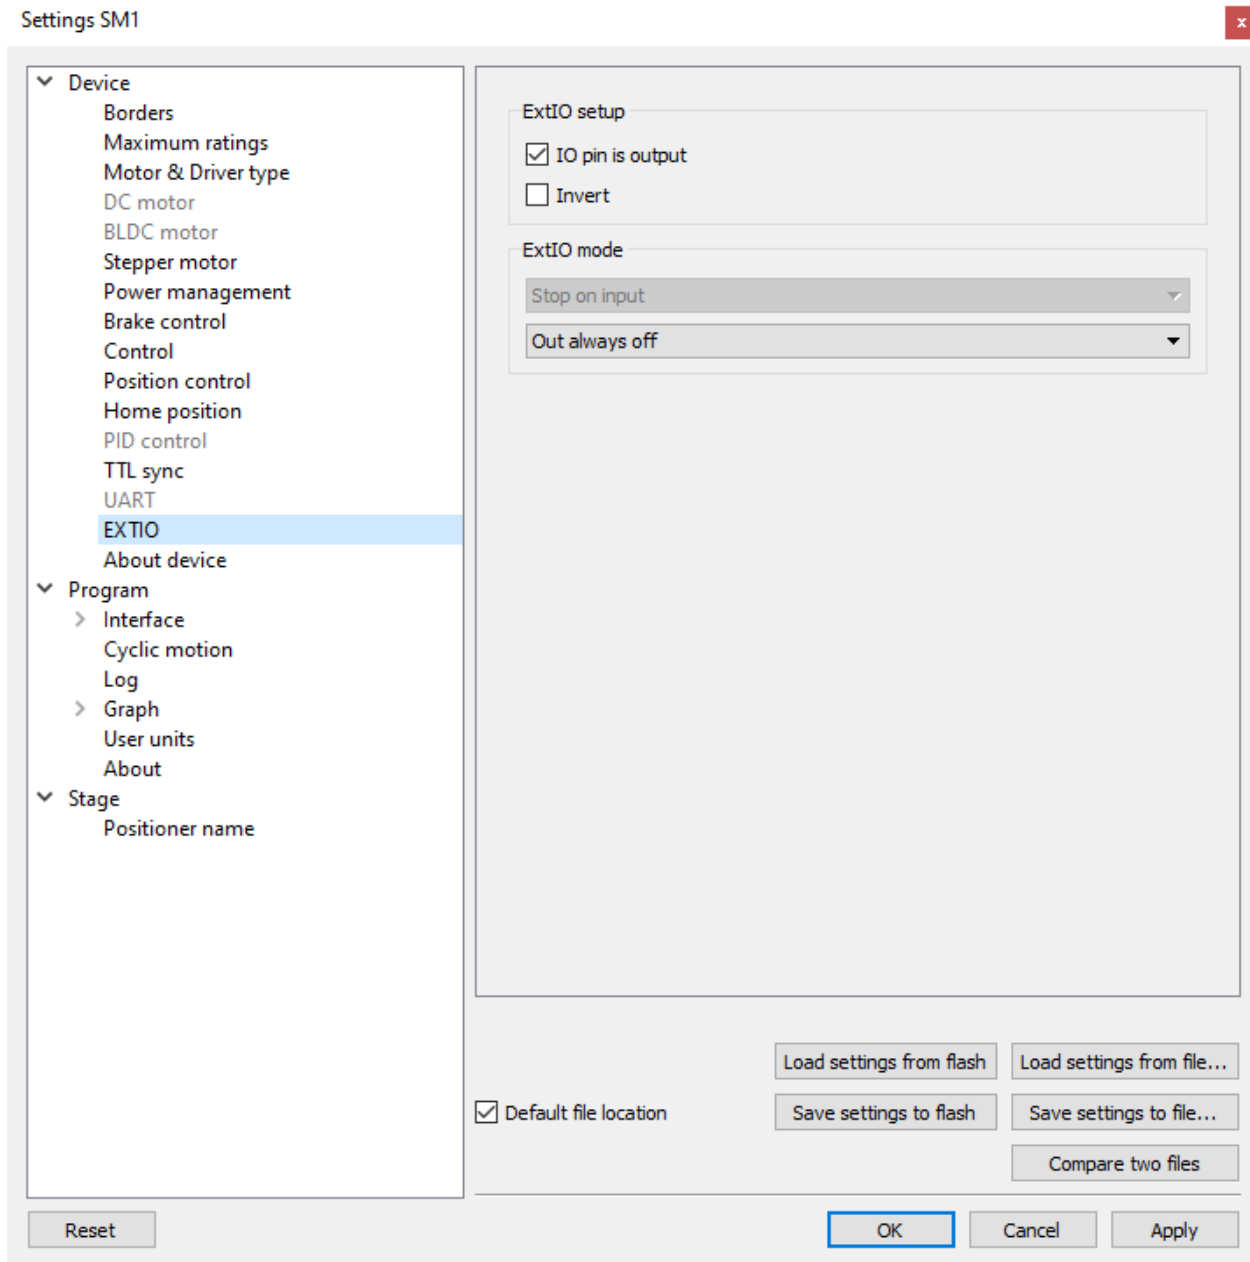 Settings SM1
x
Device
Borders
Maximum ratings
Motor & Driver type
DC motor
BLDC motor
Stepper motor
Power management
Brake control
Control
Position control
Home position
PID control
TTL sync
UART
EXTIO
About device
Program
Interface
Cyclic motion
Log
Graph
User units
About
Stage
Positioner name
ExtIO setup
IO pin is output
Invert
ExtIO mode
Stop on input
Out always off
Load settings from flash
Load settings from file...
Default file location
Save settings to flash
Save settings to file...
Compare two files
Reset
OK
Cancel
Apply